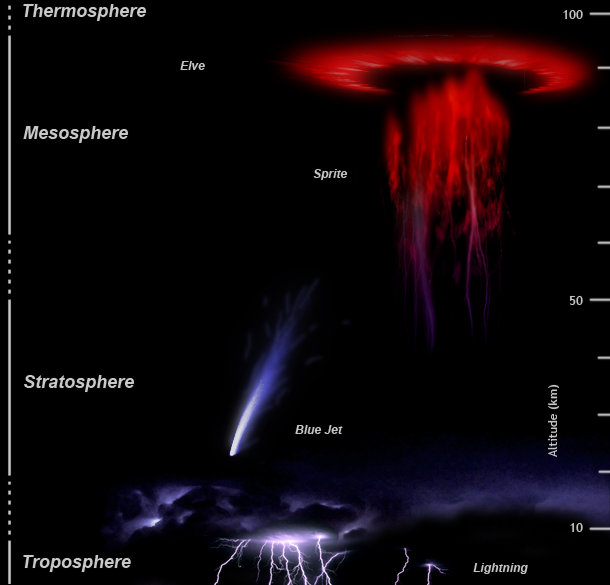 Thermosphere
100
Elve
Mesosphere
Sprite
50
Stratosphere
Altitude (km)
Blue Jet
10
Troposphere
Lightning